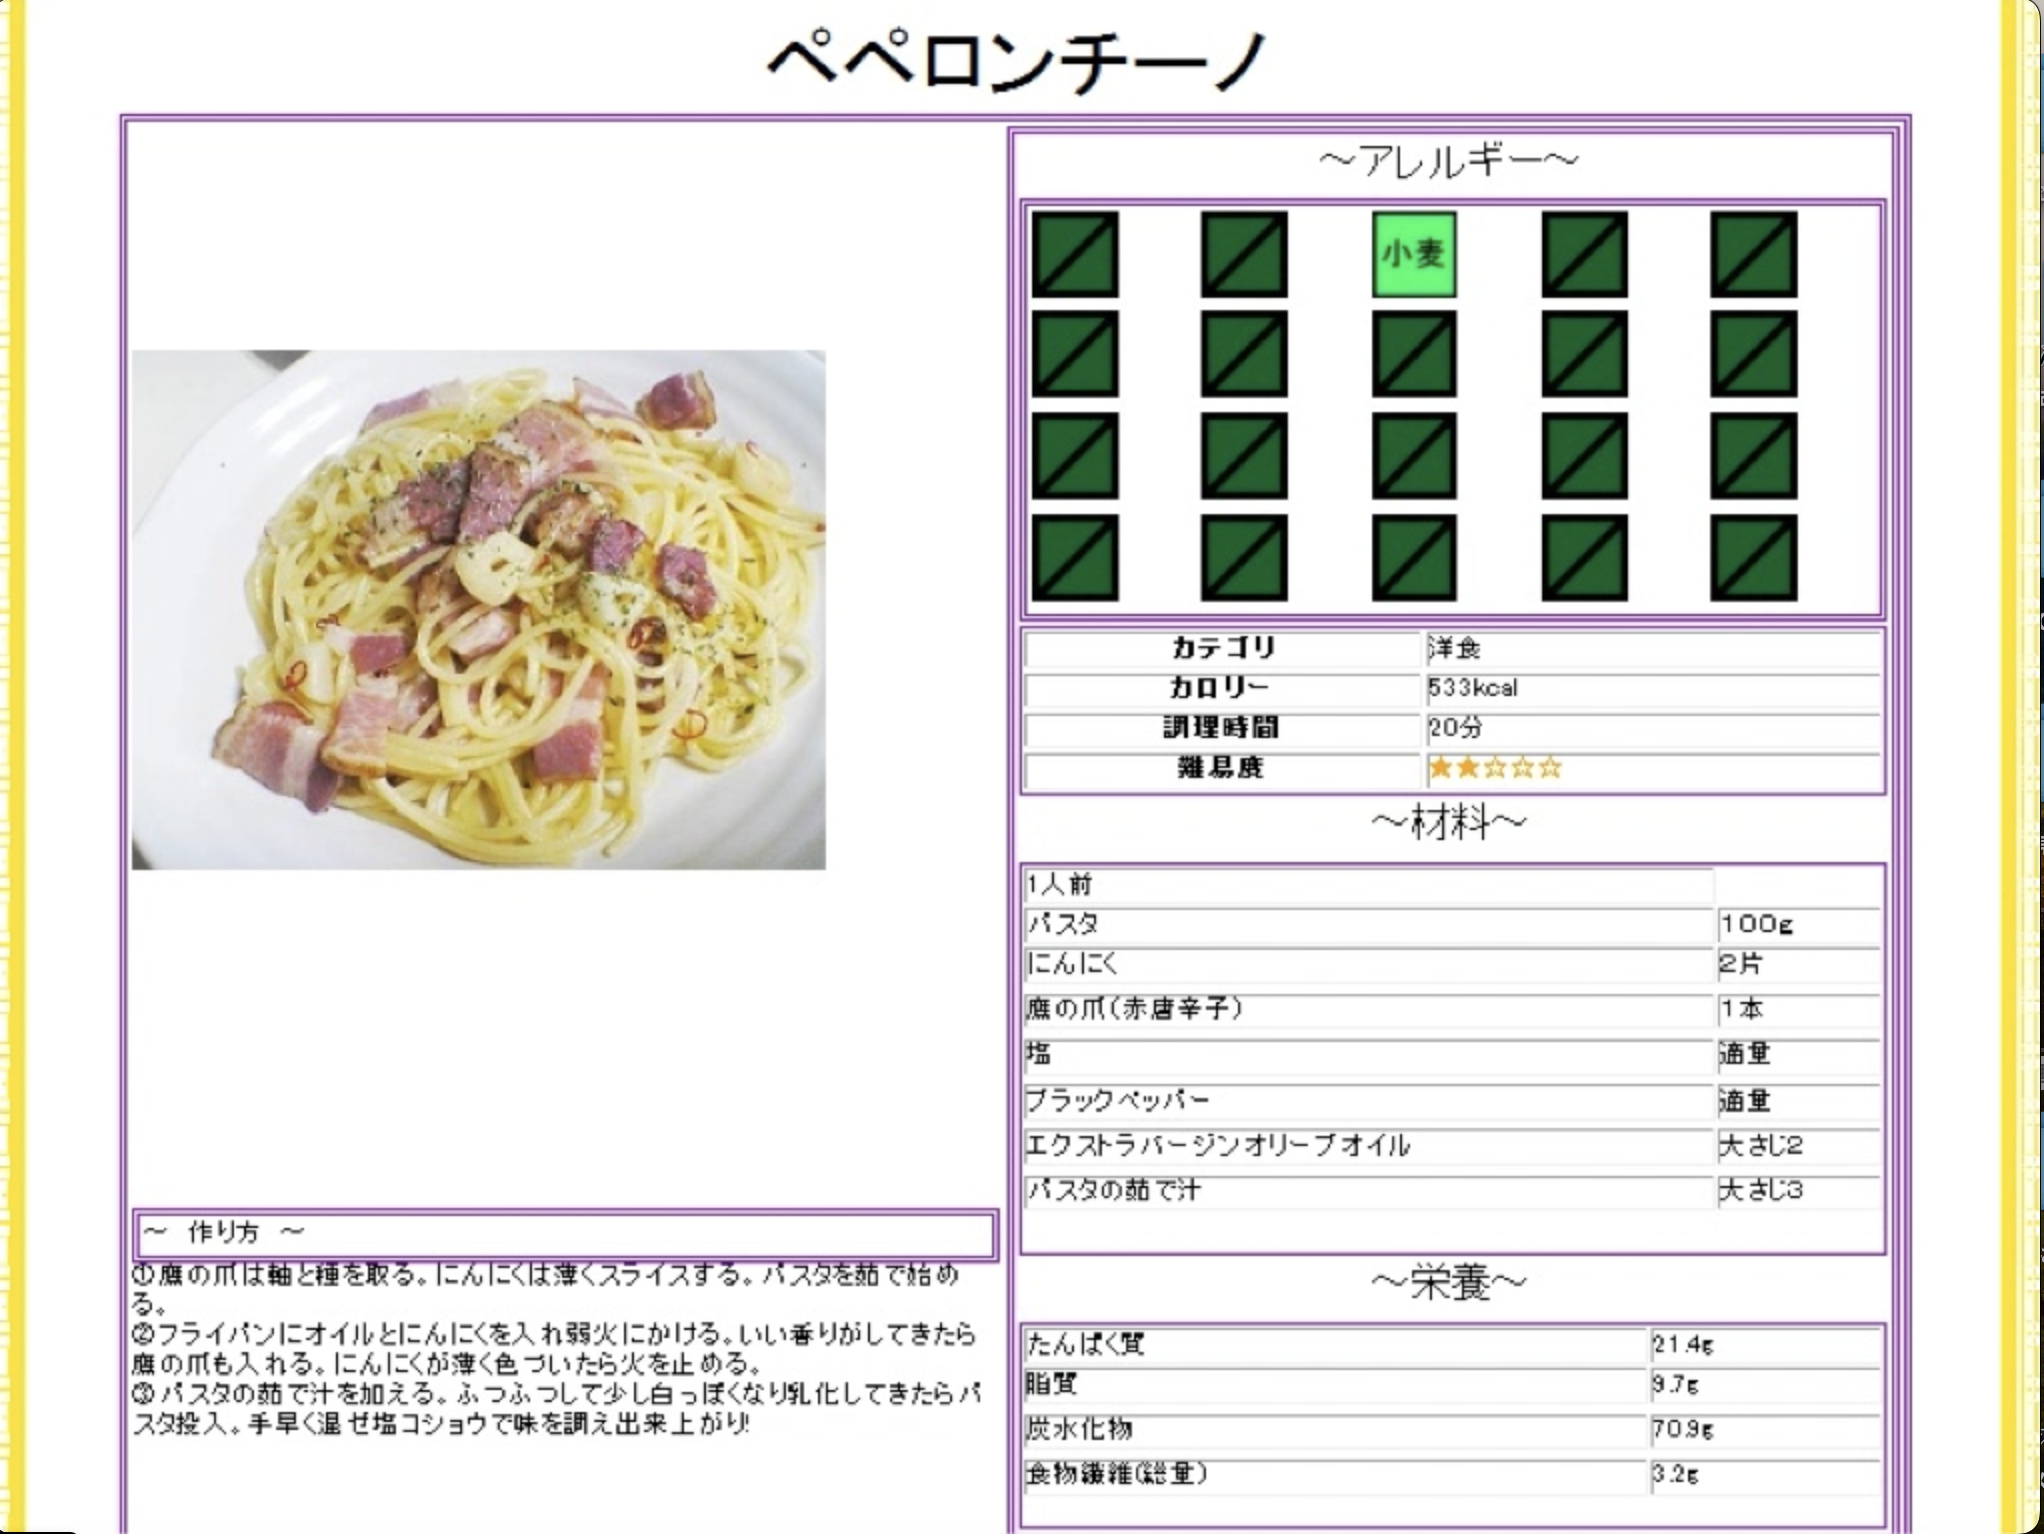 ペペロンチーノ
～アレルギー～
小麦
カテゴリ 洋食
カロリー 533kcal
調理時間 20分
難易度 ★★☆☆☆
～材料～
1人前
パスタ 100g
にんにく 2片
鷹の爪(赤唐辛子) 1本
塩 適量
ブラックペッパー 適量
エクストラバージンオリーブオイル 大さじ2
パスタの茹で汁 大さじ3
～栄養～
たんぱく質 21.4g
脂質 9.7g
炭水化物 70.9g
食物繊維(総量) 3.2g
～ 作り方 ～
①鷹の爪は軸と種を取る。にんにくは薄くスライスする。パスタを茹で始め
る。
②フライパンにオイルとにんにくを入れ弱火にかける。いい香りがしてきたら
鷹の爪も入れる。にんにくが薄く色づいたら火を止める。
③パスタの茹で汁を加える。ふつふつして少し白っぽくなり乳化してきたらパ
スタ投入。手早く混ぜ塩コショウで味を調え出来上がり!